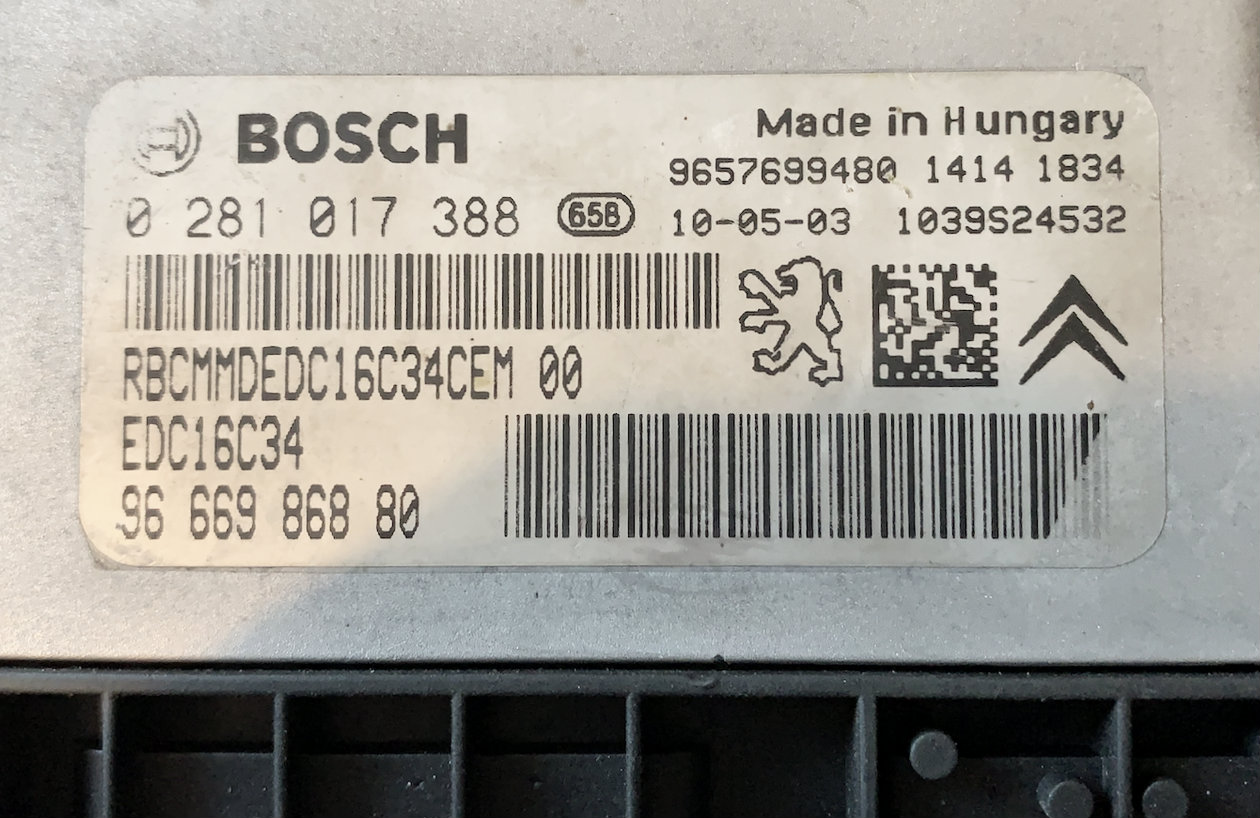 BOSCH
Made in Hungary
9657699480 1414 1834
0 281 017 388 65B 10-05-03 1039S24532
RBCMMDEDC16C34CEM 00
EDC16C34
96 669 868 80